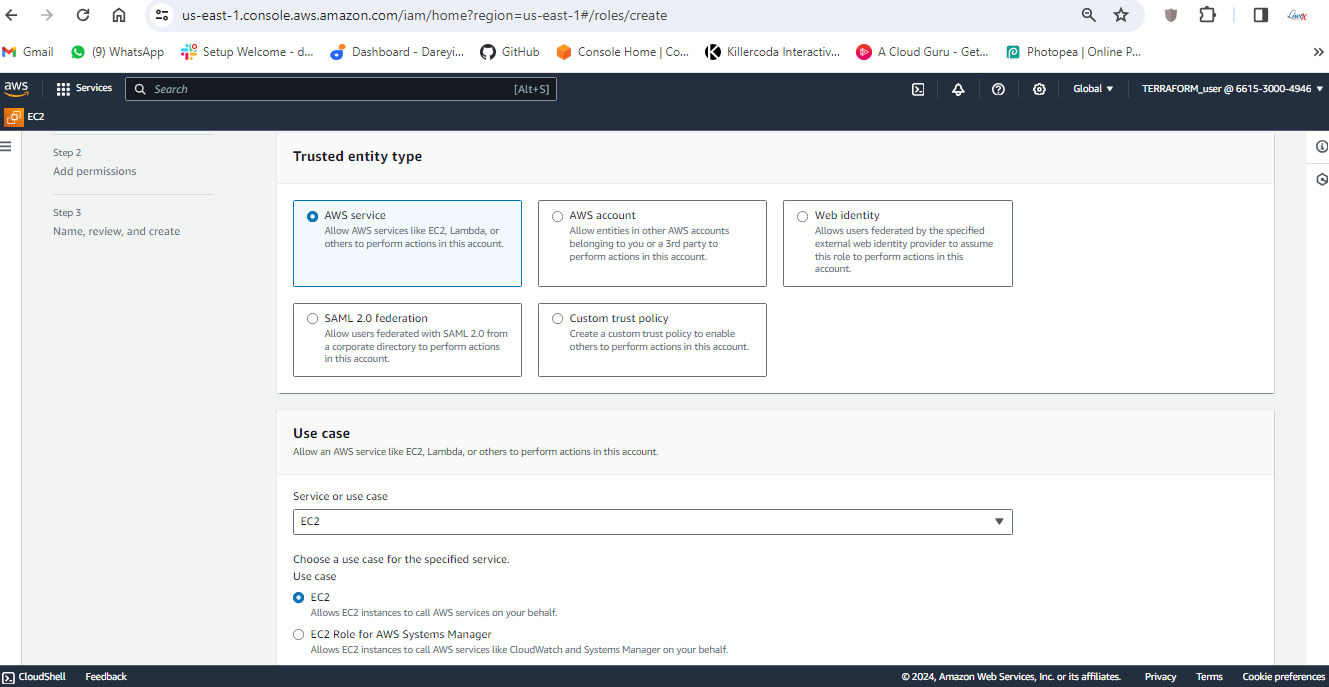 us-east-1.console.aws.amazon.com/iam/home?region=us-east-1#/roles/create
Gmail
(9) WhatsApp
Setup Welcome - d...
Dashboard - Dareyi...
GitHub
Console Home | Co...
Killercoda Interactiv...
A Cloud Guru - Get...
Photopea | Online P...
aws
Services
Search
[Alt+S]
Global
TERRAFORM_user @ 6615-3000-4946
EC2
Step 2
Add permissions
Step 3
Name, review, and create
Trusted entity type
AWS service
Allow AWS services like EC2, Lambda, or
others to perform actions in this account.
AWS account
Allow entities in other AWS accounts
belonging to you or a 3rd party to
perform actions in this account.
Web identity
Allows users federated by the specified
external web identity provider to assume
this role to perform actions in this
account.
SAML 2.0 federation
Allow users federated with SAML 2.0 from
a corporate directory to perform actions
in this account.
Custom trust policy
Create a custom trust policy to enable
others to perform actions in this account.
Use case
Allow an AWS service like EC2, Lambda, or others to perform actions in this account.
Service or use case
EC2
Choose a use case for the specified service.
Use case
EC2
Allows EC2 instances to call AWS services on your behalf.
EC2 Role for AWS Systems Manager
Allows EC2 instances to call AWS services like CloudWatch and Systems Manager on your behalf.
CloudShell
Feedback
© 2024, Amazon Web Services, Inc. or its affiliates.
Privacy
Terms
Cookie preferences